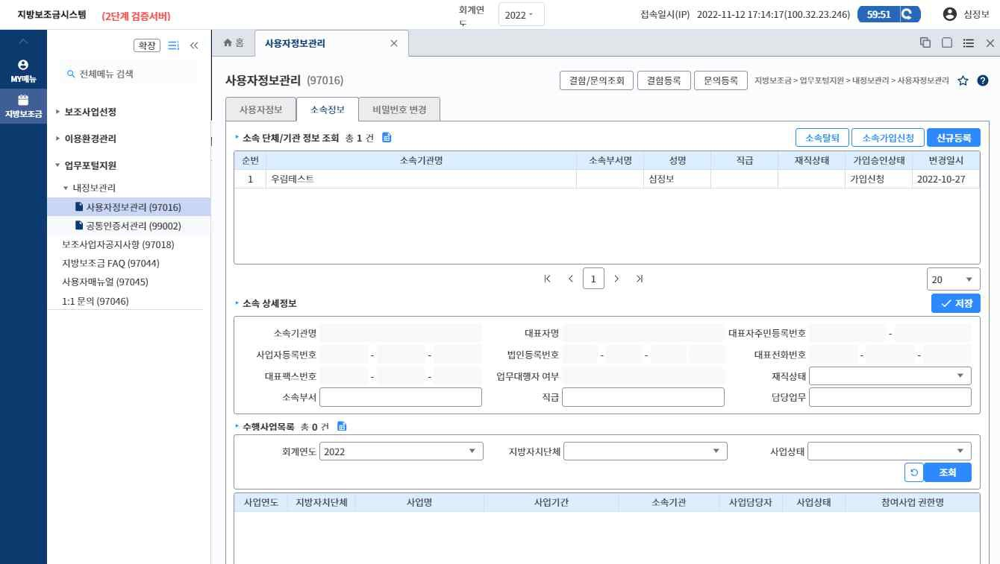 지방보조금시스템 (2단계 검증서버) 회계연도 2022 접속일시(IP) 2022-11-12 17:14:17(100.32.23.246) 59:51 심정보
MY메뉴
지방보조금
확장
전체메뉴 검색
보조사업선정
이용환경관리
업무포털지원
내정보관리
사용자정보관리 (97016)
공통인증서관리 (99002)
보조사업자공지사항 (97018)
지방보조금 FAQ (97044)
사용자매뉴얼 (97045)
1:1 문의 (97046)
홈 사용자정보관리
사용자정보관리 (97016) 결함/문의조회 결함등록 문의등록 지방보조금 > 업무포털지원 > 내정보관리 > 사용자정보관리
사용자정보 소속정보 비밀번호 변경
소속 단체/기관 정보 조회 총 1 건 소속탈퇴 소속가입신청 신규등록
순번 소속기관명 소속부서명 성명 직급 재직상태 가입승인상태 변경일시
1 우림테스트 심정보 가입신청 2022-10-27
1 20
소속 상세정보 저장
소속기관명 대표자명 대표자주민등록번호 -
사업자등록번호 - - 법인등록번호 - - 대표전화번호 - -
대표팩스번호 - - 업무대행자 여부 재직상태
소속부서 직급 담당업무
수행사업목록 총 0 건
회계연도 2022 지방자치단체 사업상태
조회
사업연도 지방자치단체 사업명 사업기간 소속기관 사업담당자 사업상태 참여사업 권한명